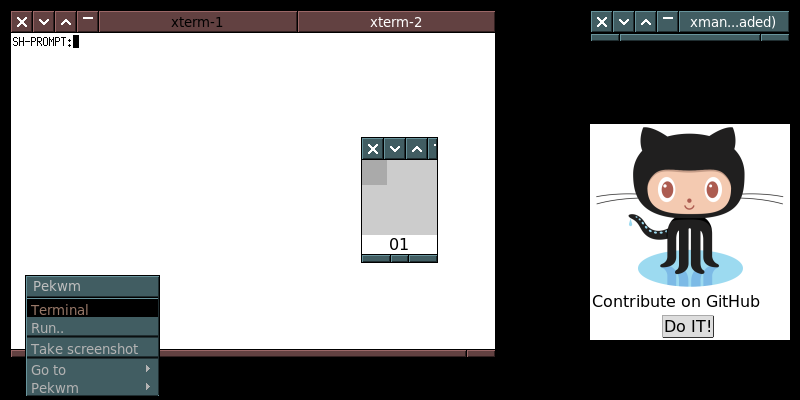 xterm-1
xterm-2
xman...aded)
SH-PROMPT:
01
Pekwm
Terminal
Run..
Take screenshot
Go to
Pekwm
Contribute on GitHub
Do IT!